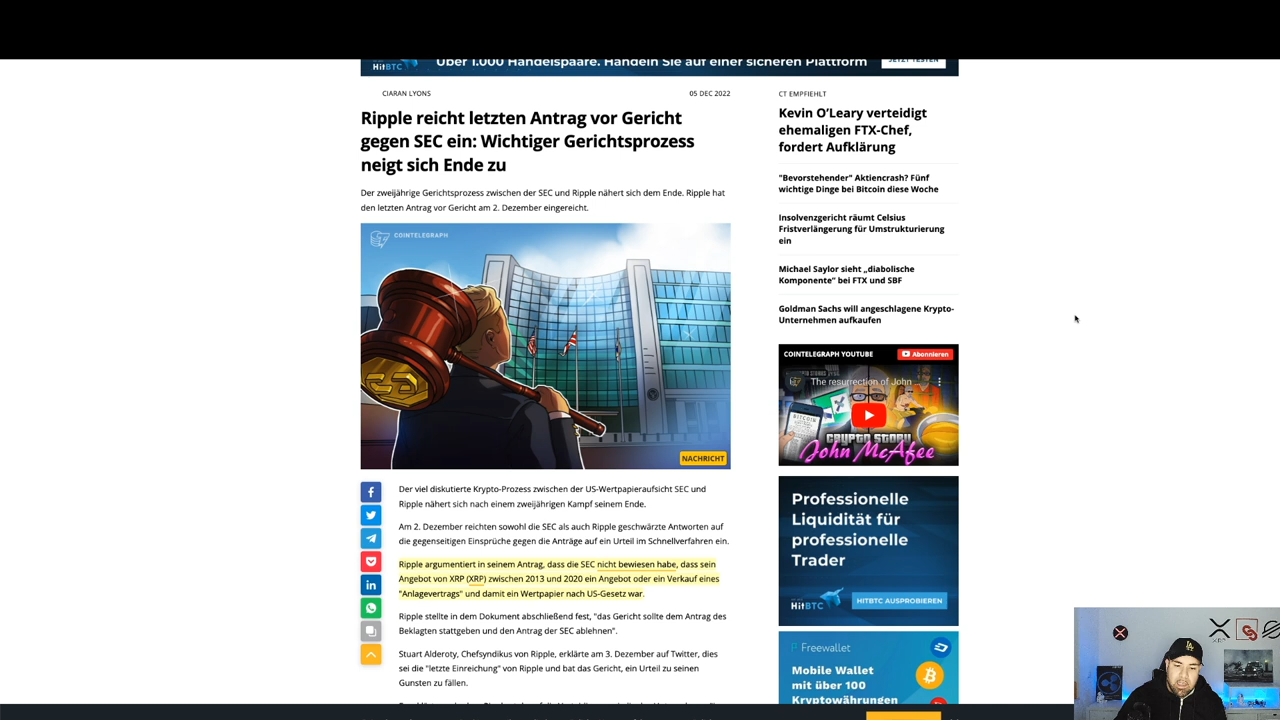 HitBTC
Über 1.000 Handelspaare. Handeln Sie auf einer sicheren Plattform
JETZT TESTEN
CIARAN LYONS
05 DEC 2022
Ripple reicht letzten Antrag vor Gericht
gegen SEC ein: Wichtiger Gerichtsprozess
neigt sich Ende zu
Der zweijährige Gerichtsprozess zwischen der SEC und Ripple nähert sich dem Ende. Ripple hat
den letzten Antrag vor Gericht am 2. Dezember eingereicht.
COINTELEGRAPH
NACHRICHT
Der viel diskutierte Krypto-Prozess zwischen der US-Wertpapieraufsicht SEC und
Ripple nähert sich nach einem zweijährigen Kampf seinem Ende.
Am 2. Dezember reichten sowohl die SEC als auch Ripple geschwärzte Antworten auf
die gegenseitigen Einsprüche gegen die Anträge auf ein Urteil im Schnellverfahren ein.
Ripple argumentiert in seinem Antrag, dass die SEC nicht bewiesen habe, dass sein
Angebot von XRP (XRP) zwischen 2013 und 2020 ein Angebot oder ein Verkauf eines
"Anlagevertrags" und damit ein Wertpapier nach US-Gesetz war.
Ripple stellte in dem Dokument abschließend fest, "das Gericht sollte dem Antrag des
Beklagten stattgeben und den Antrag der SEC ablehnen".
Stuart Alderoty, Chefsyndikus von Ripple, erklärte am 3. Dezember auf Twitter, dies
sei die "letzte Einreichung" von Ripple und bat das Gericht, ein Urteil zu seinen
Gunsten zu fällen.
CT EMPFIEHLT
Kevin O'Leary verteidigt
ehemaligen FTX-Chef,
fordert Aufklärung
"Bevorstehender" Aktiencrash? Fünf
wichtige Dinge bei Bitcoin diese Woche
Insolvenzgericht räumt Celsius
Fristverlängerung für Umstrukturierung
ein
Michael Saylor sieht „diabolische
Komponente" bei FTX und SBF
Goldman Sachs will angeschlagene Krypto-
Unternehmen aufkaufen
COINTELEGRAPH YOUTUBE
Abonnieren
The resurrection of John ...
CRYPTO STORY
John McAfee
Professionelle
Liquidität für
professionelle
Trader
HitBTC
HITBTC AUSPROBIEREN
Freewallet
Mobile Wallet
mit über 100
Kryptowährungen